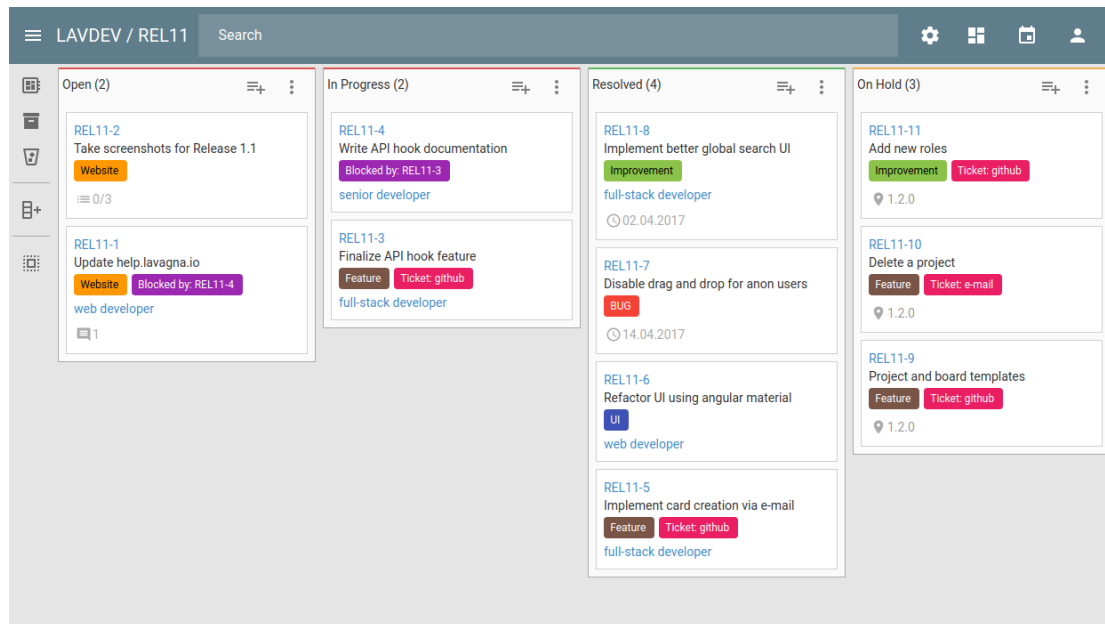 LAVDEV / REL11
Search
Open (2)
REL11-2
Take screenshots for Release 1.1
Website
0/3
REL11-1
Update help.lavagna.io
Website Blocked by: REL11-4
web developer
1
In Progress (2)
REL11-4
Write API hook documentation
Blocked by: REL11-3
senior developer
REL11-3
Finalize API hook feature
Feature Ticket: github
full-stack developer
Resolved (4)
REL11-8
Implement better global search UI
Improvement
full-stack developer
02.04.2017
REL11-7
Disable drag and drop for anon users
BUG
14.04.2017
REL11-6
Refactor UI using angular material
UI
web developer
REL11-5
Implement card creation via e-mail
Feature Ticket: github
full-stack developer
On Hold (3)
REL11-11
Add new roles
Improvement Ticket: github
1.2.0
REL11-10
Delete a project
Feature Ticket: e-mail
1.2.0
REL11-9
Project and board templates
Feature Ticket: github
1.2.0